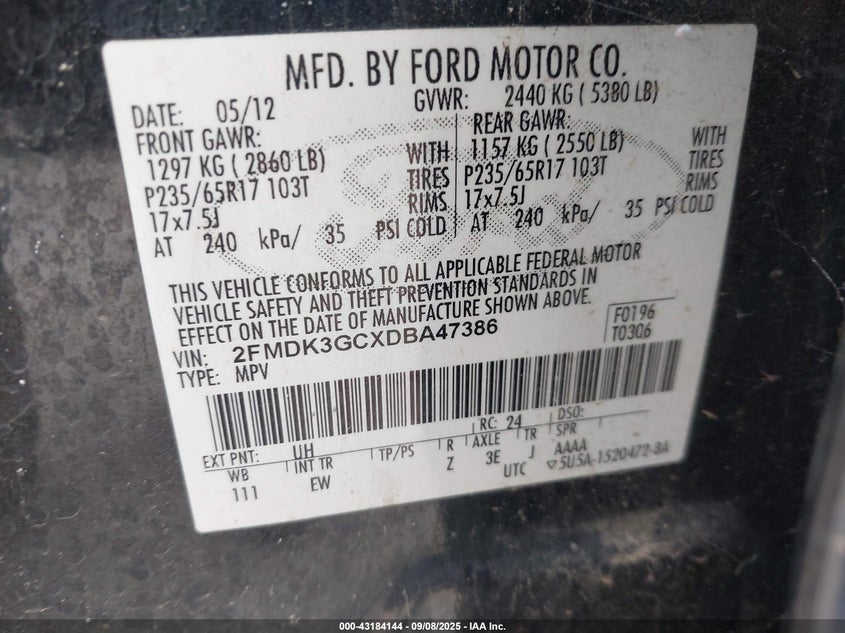 MFD. BY FORD MOTOR CO.
DATE: 05/12 GVWR: 2440 KG ( 5380 LB)
FRONT GAWR: REAR GAWR:
1297 KG ( 2860 LB) WITH 1157 KG ( 2550 LB) WITH
P235/65R17 103T TIRES P235/65R17 103T TIRES
17x7.5J RIMS 17x7.5J RIMS
AT 240 kPa/ 35 PSI COLD AT 240 kPa/ 35 PSI COLD
THIS VEHICLE CONFORMS TO ALL APPLICABLE FEDERAL MOTOR
VEHICLE SAFETY AND THEFT PREVENTION STANDARDS IN
EFFECT ON THE DATE OF MANUFACTURE SHOWN ABOVE.
VIN: 2FMDK3GCXDBA47386 F0196
TYPE: MPV T0306
EXT PNT: UH RC: 24 DSO:
WB INT TR TP/PS R AXLE TR SPR
111 EW Z 3E J AAAA
UTC ▽5U5A-1520472-BA
000-43184144 - 09/08/2025 - IAA Inc.